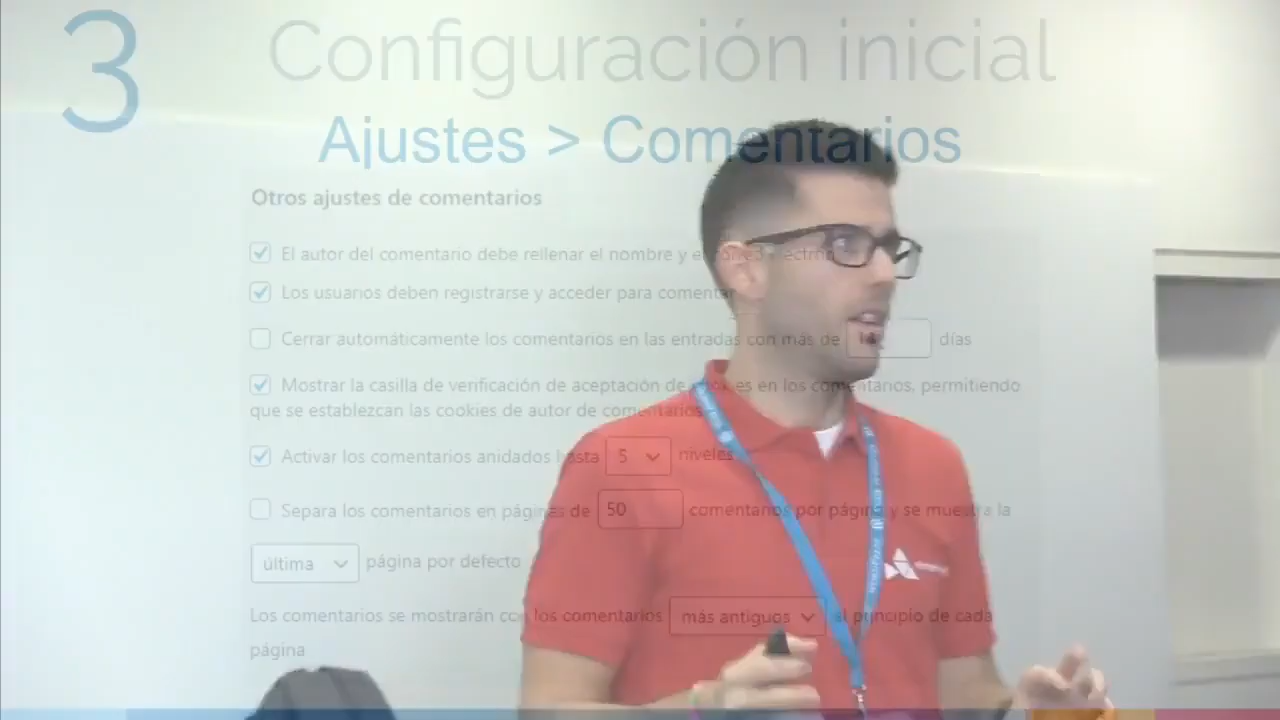 3
Configuración inicial
Ajustes > Comentarios
Otros ajustes de comentarios
El autor del comentario debe rellenar el nombre y el correo electrónico
Los usuarios deben registrarse y acceder para comentar
Cerrar automáticamente los comentarios en las entradas con más de días
Mostrar la casilla de verificación de aceptación de cookies en los comentarios, permitiendo
que se establezcan las cookies de autor de comentarios
Activar los comentarios anidados hasta 5 niveles
Separa los comentarios en páginas de 50 comentarios por página y se muestra la
última página por defecto
Los comentarios se mostrarán con los comentarios más antiguos al principio de cada
página